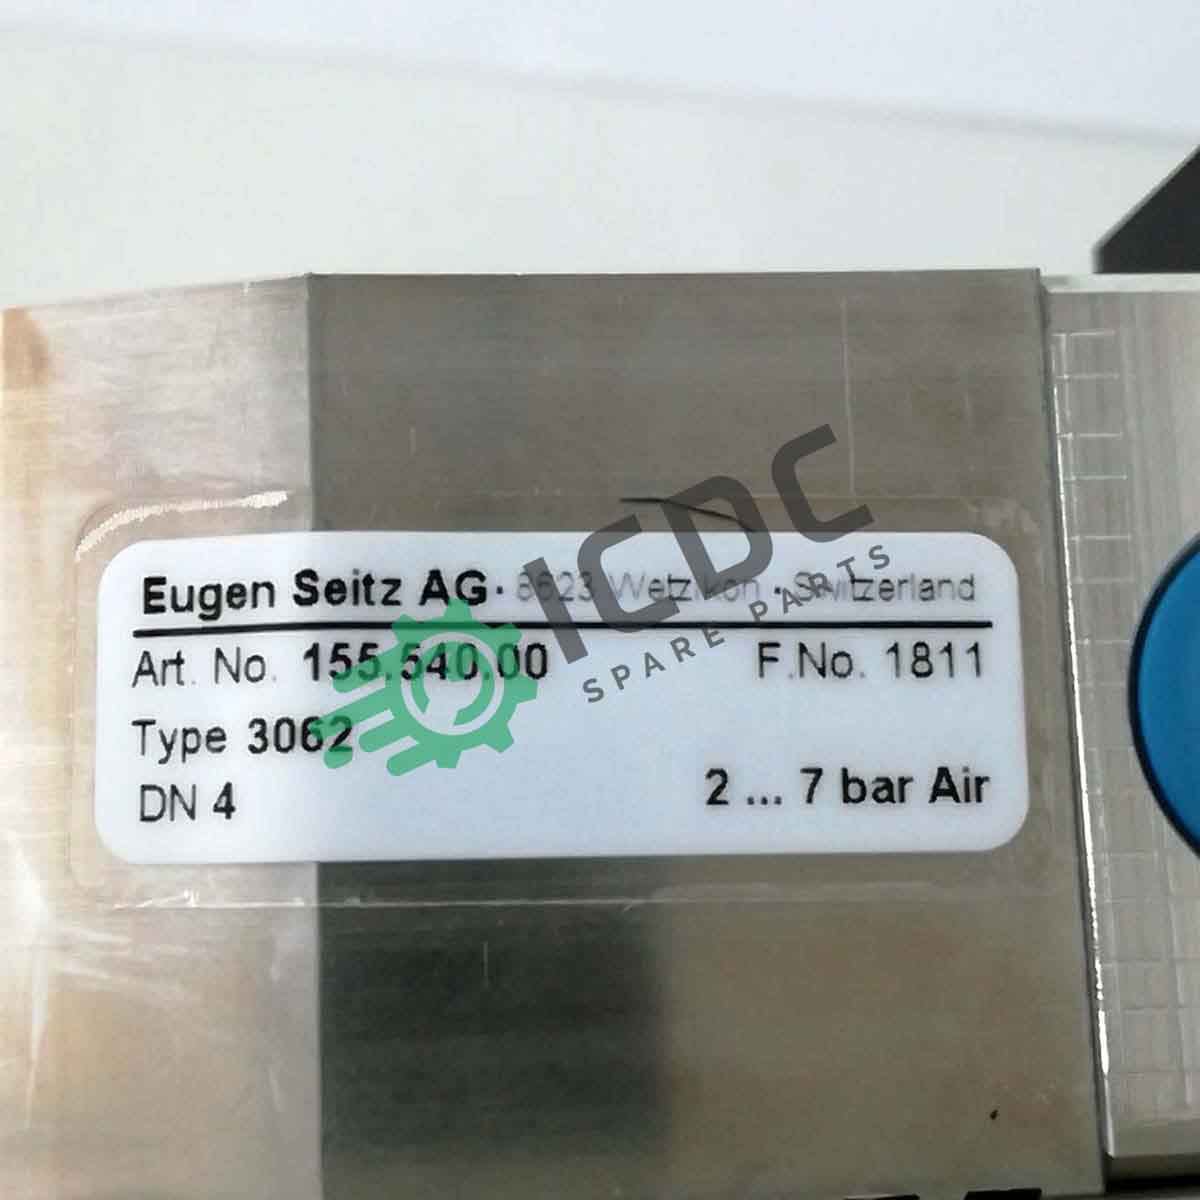 Eugen Seitz AG · 8623 Wetzikon · Switzerland
Art. No. 155.540.00 F.No. 1811
Type 3062
DN 4 2 ... 7 bar Air
ICDC
SPARE PARTS